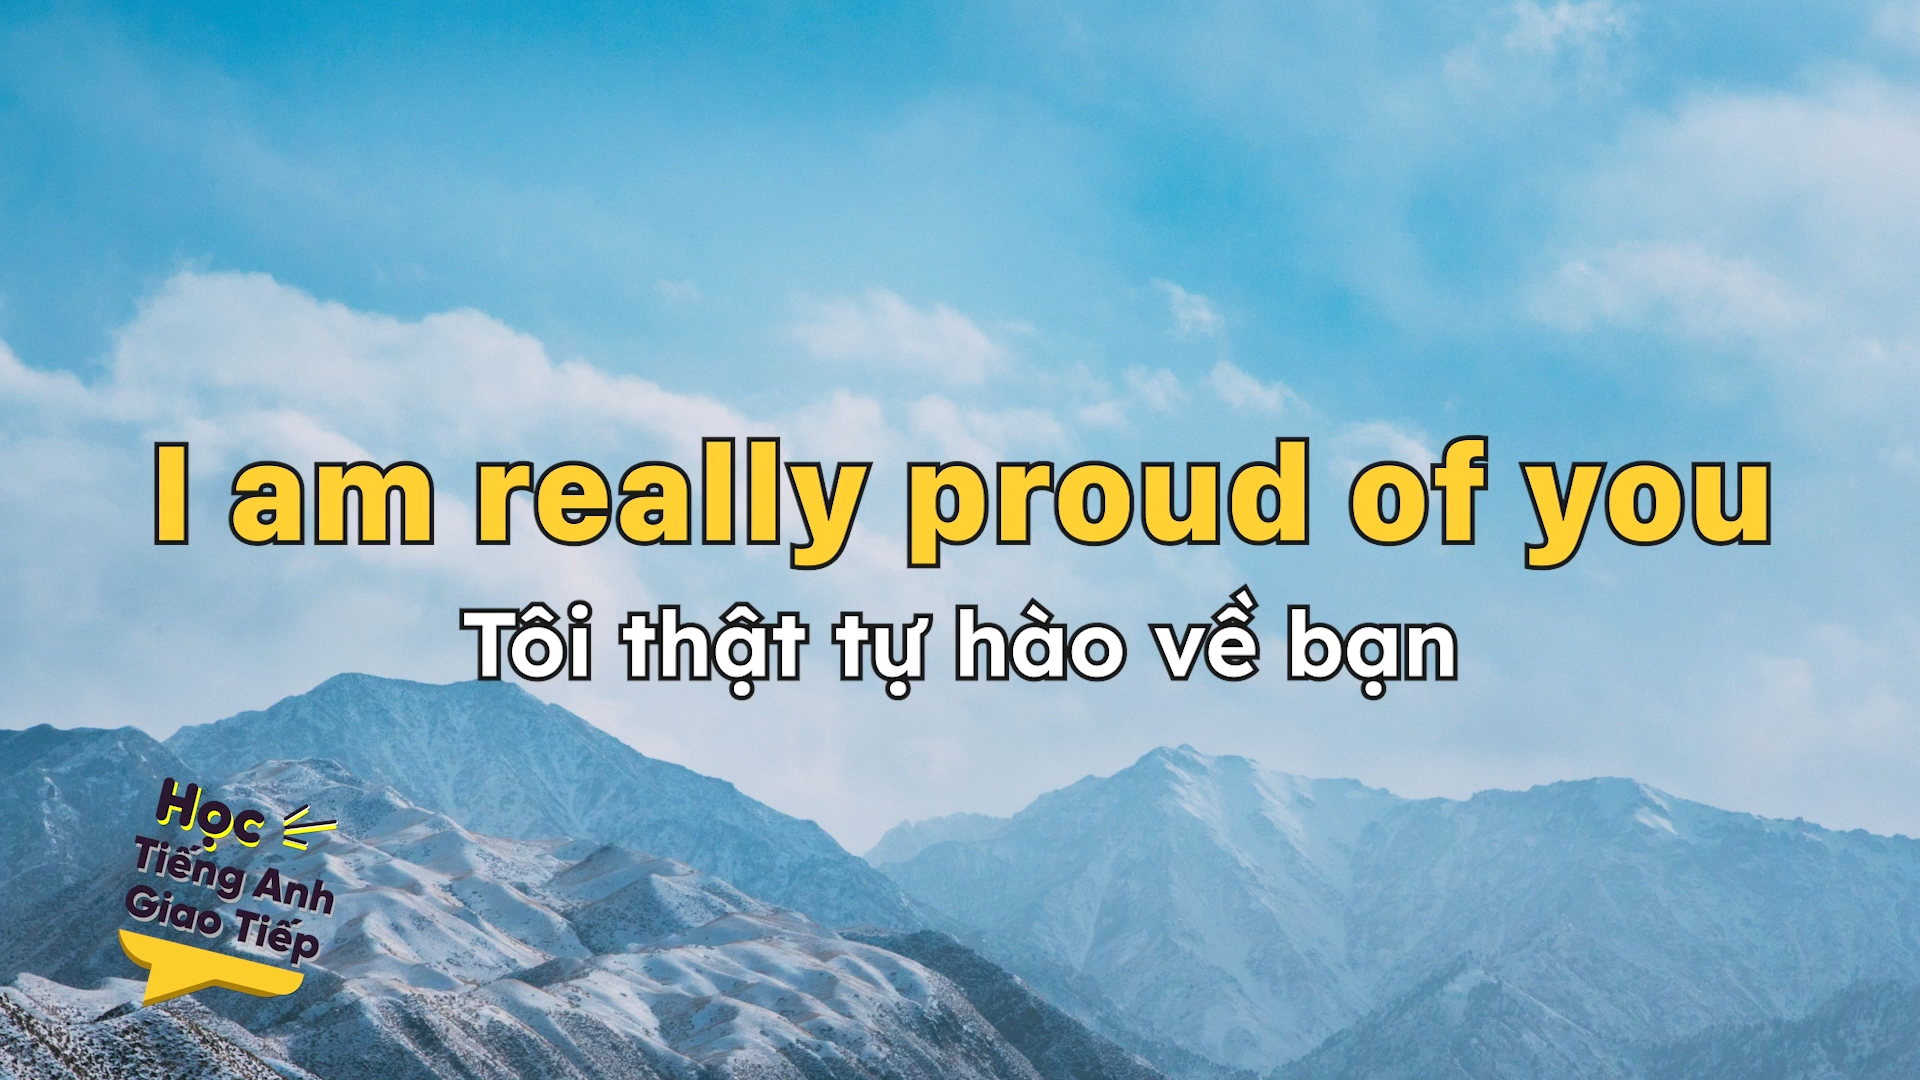 I am really proud of you
Tôi thật tự hào về bạn
Học
Tiếng Anh
Giao Tiếp